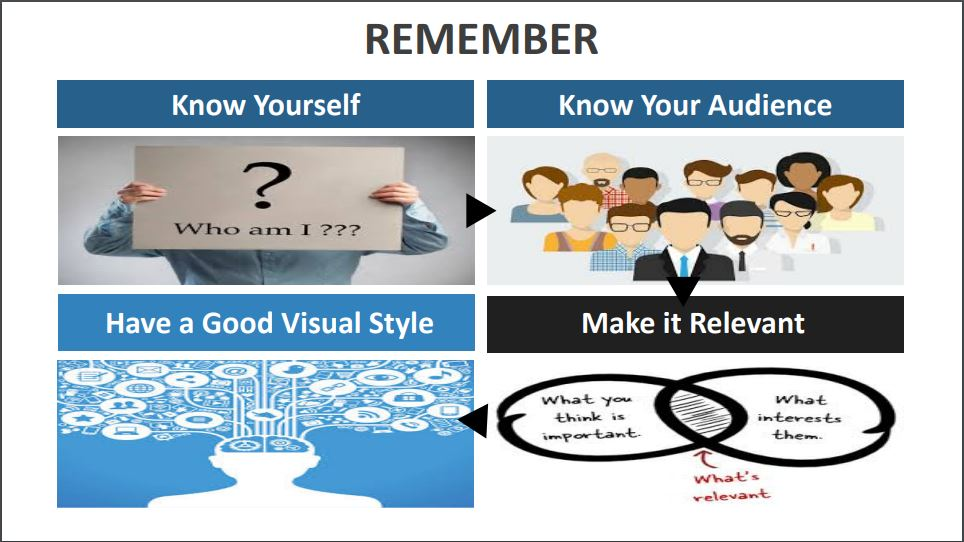 REMEMBER
Know Yourself
?
Who am I ???
Know Your Audience
Make it Relevant
What you
think is
important.
What
interests
them.
What's
relevant
Have a Good Visual Style